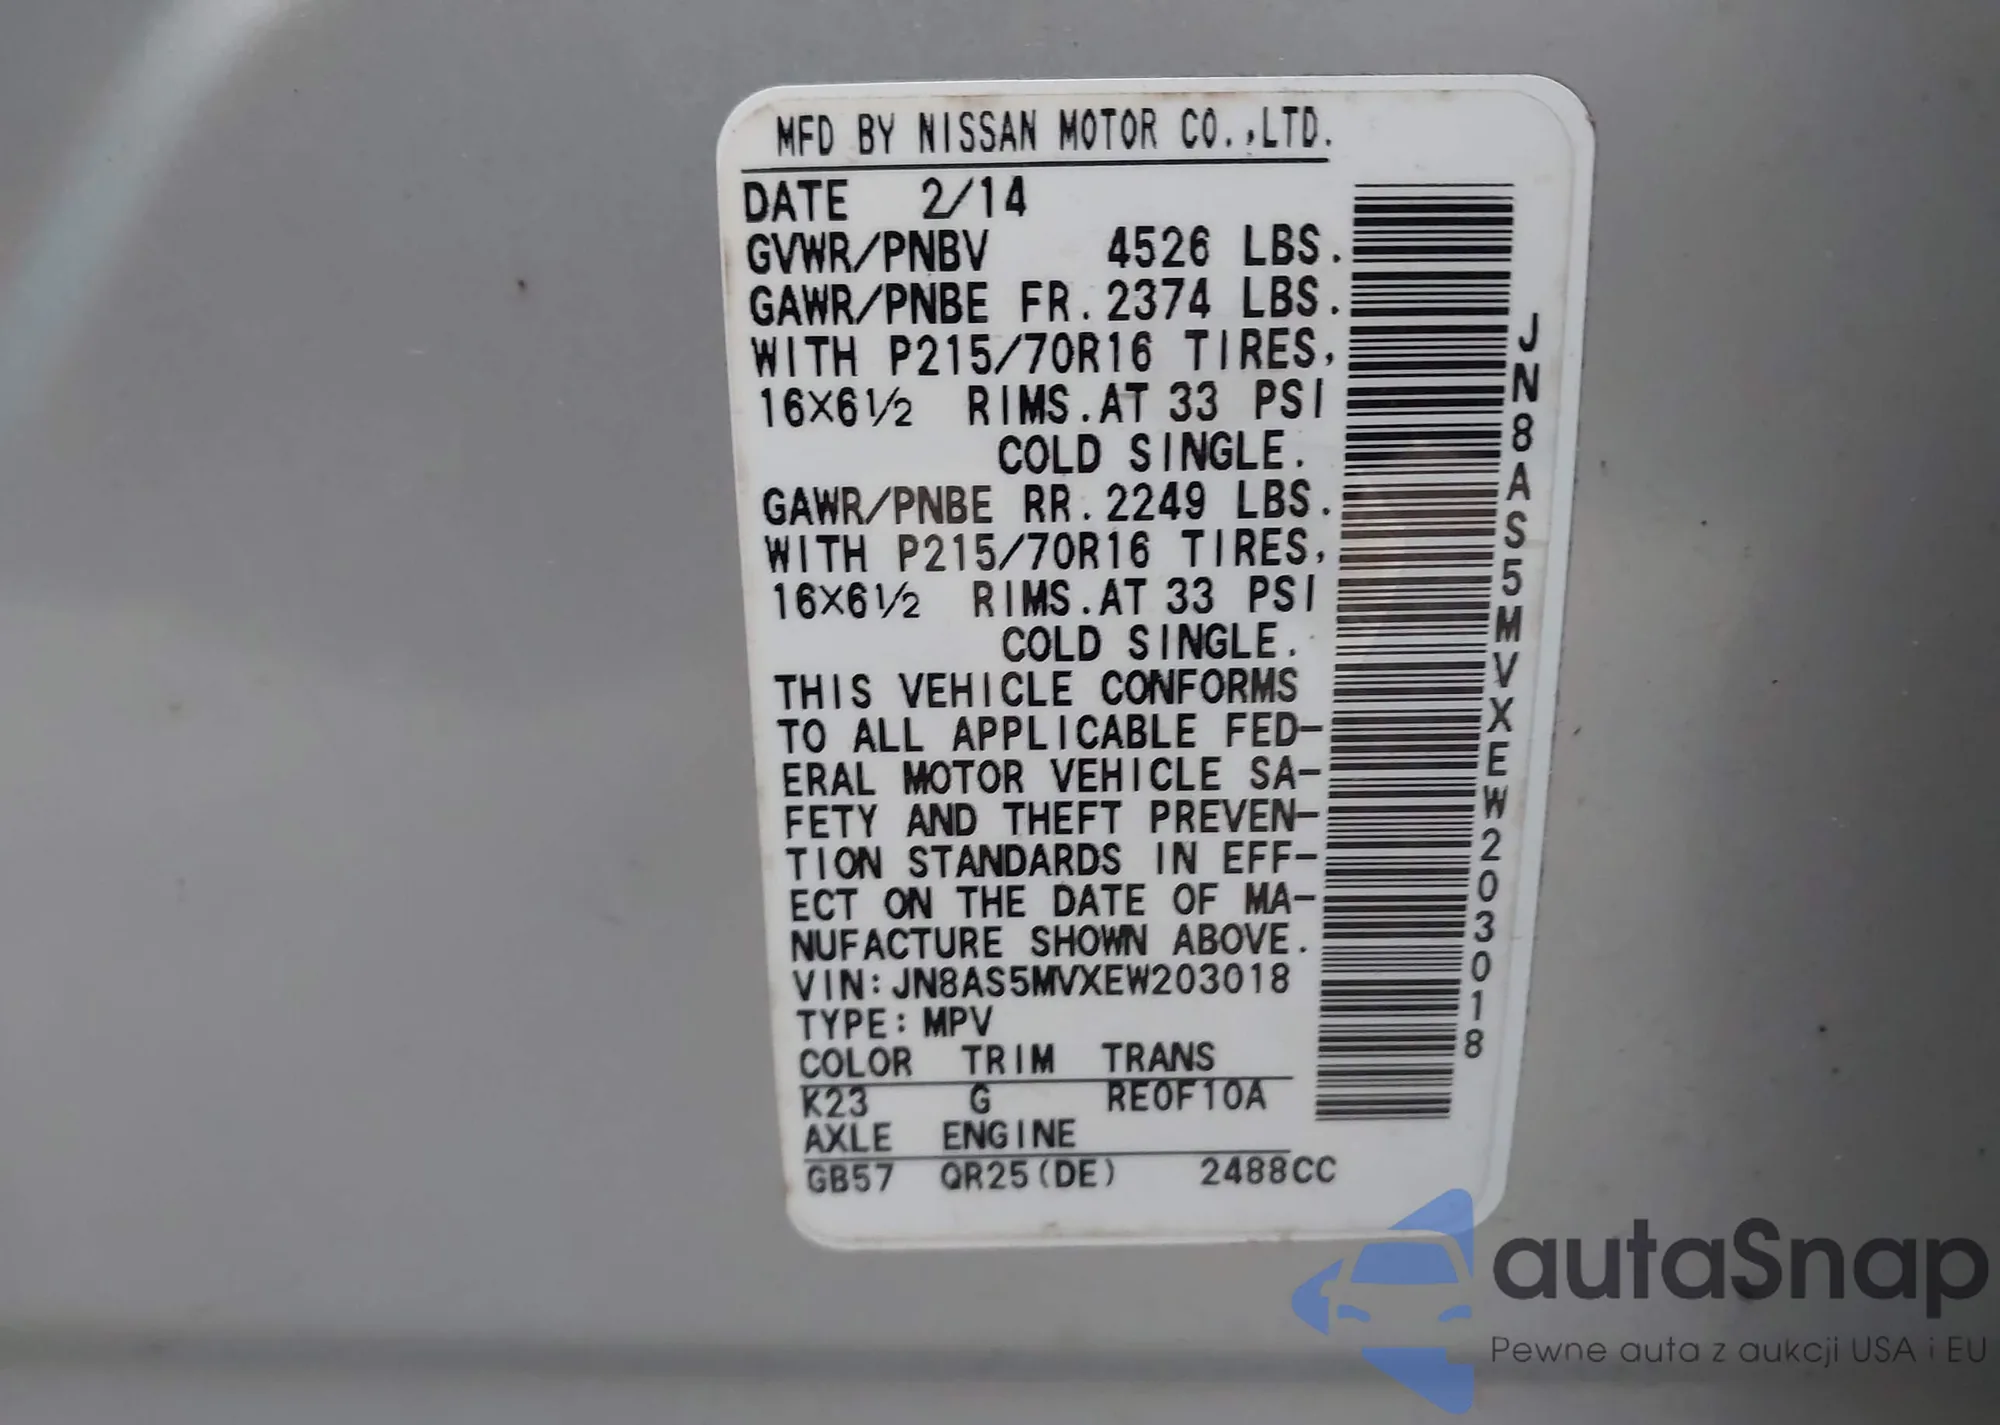 MFD BY NISSAN MOTOR CO.,LTD.
DATE 2/14
GVWR/PNBV 4526 LBS.
GAWR/PNBE FR. 2374 LBS.
WITH P215/70R16 TIRES,
16X6½ RIMS. AT 33 PSI
COLD SINGLE.
GAWR/PNBE RR. 2249 LBS.
WITH P215/70R16 TIRES,
16X6½ RIMS. AT 33 PSI
COLD SINGLE.
THIS VEHICLE CONFORMS
TO ALL APPLICABLE FED-
ERAL MOTOR VEHICLE SA-
FETY AND THEFT PREVEN-
TION STANDARDS IN EFF-
ECT ON THE DATE OF MA-
NUFACTURE SHOWN ABOVE.
VIN: JN8AS5MVXEW203018
TYPE: MPV
COLOR TRIM TRANS
K23 G RE0F10A
AXLE ENGINE
GB57 QR25(DE) 2488CC
JN8AS5MVXEW203018
autaSnap
Pewne auta z aukcji USA i EU